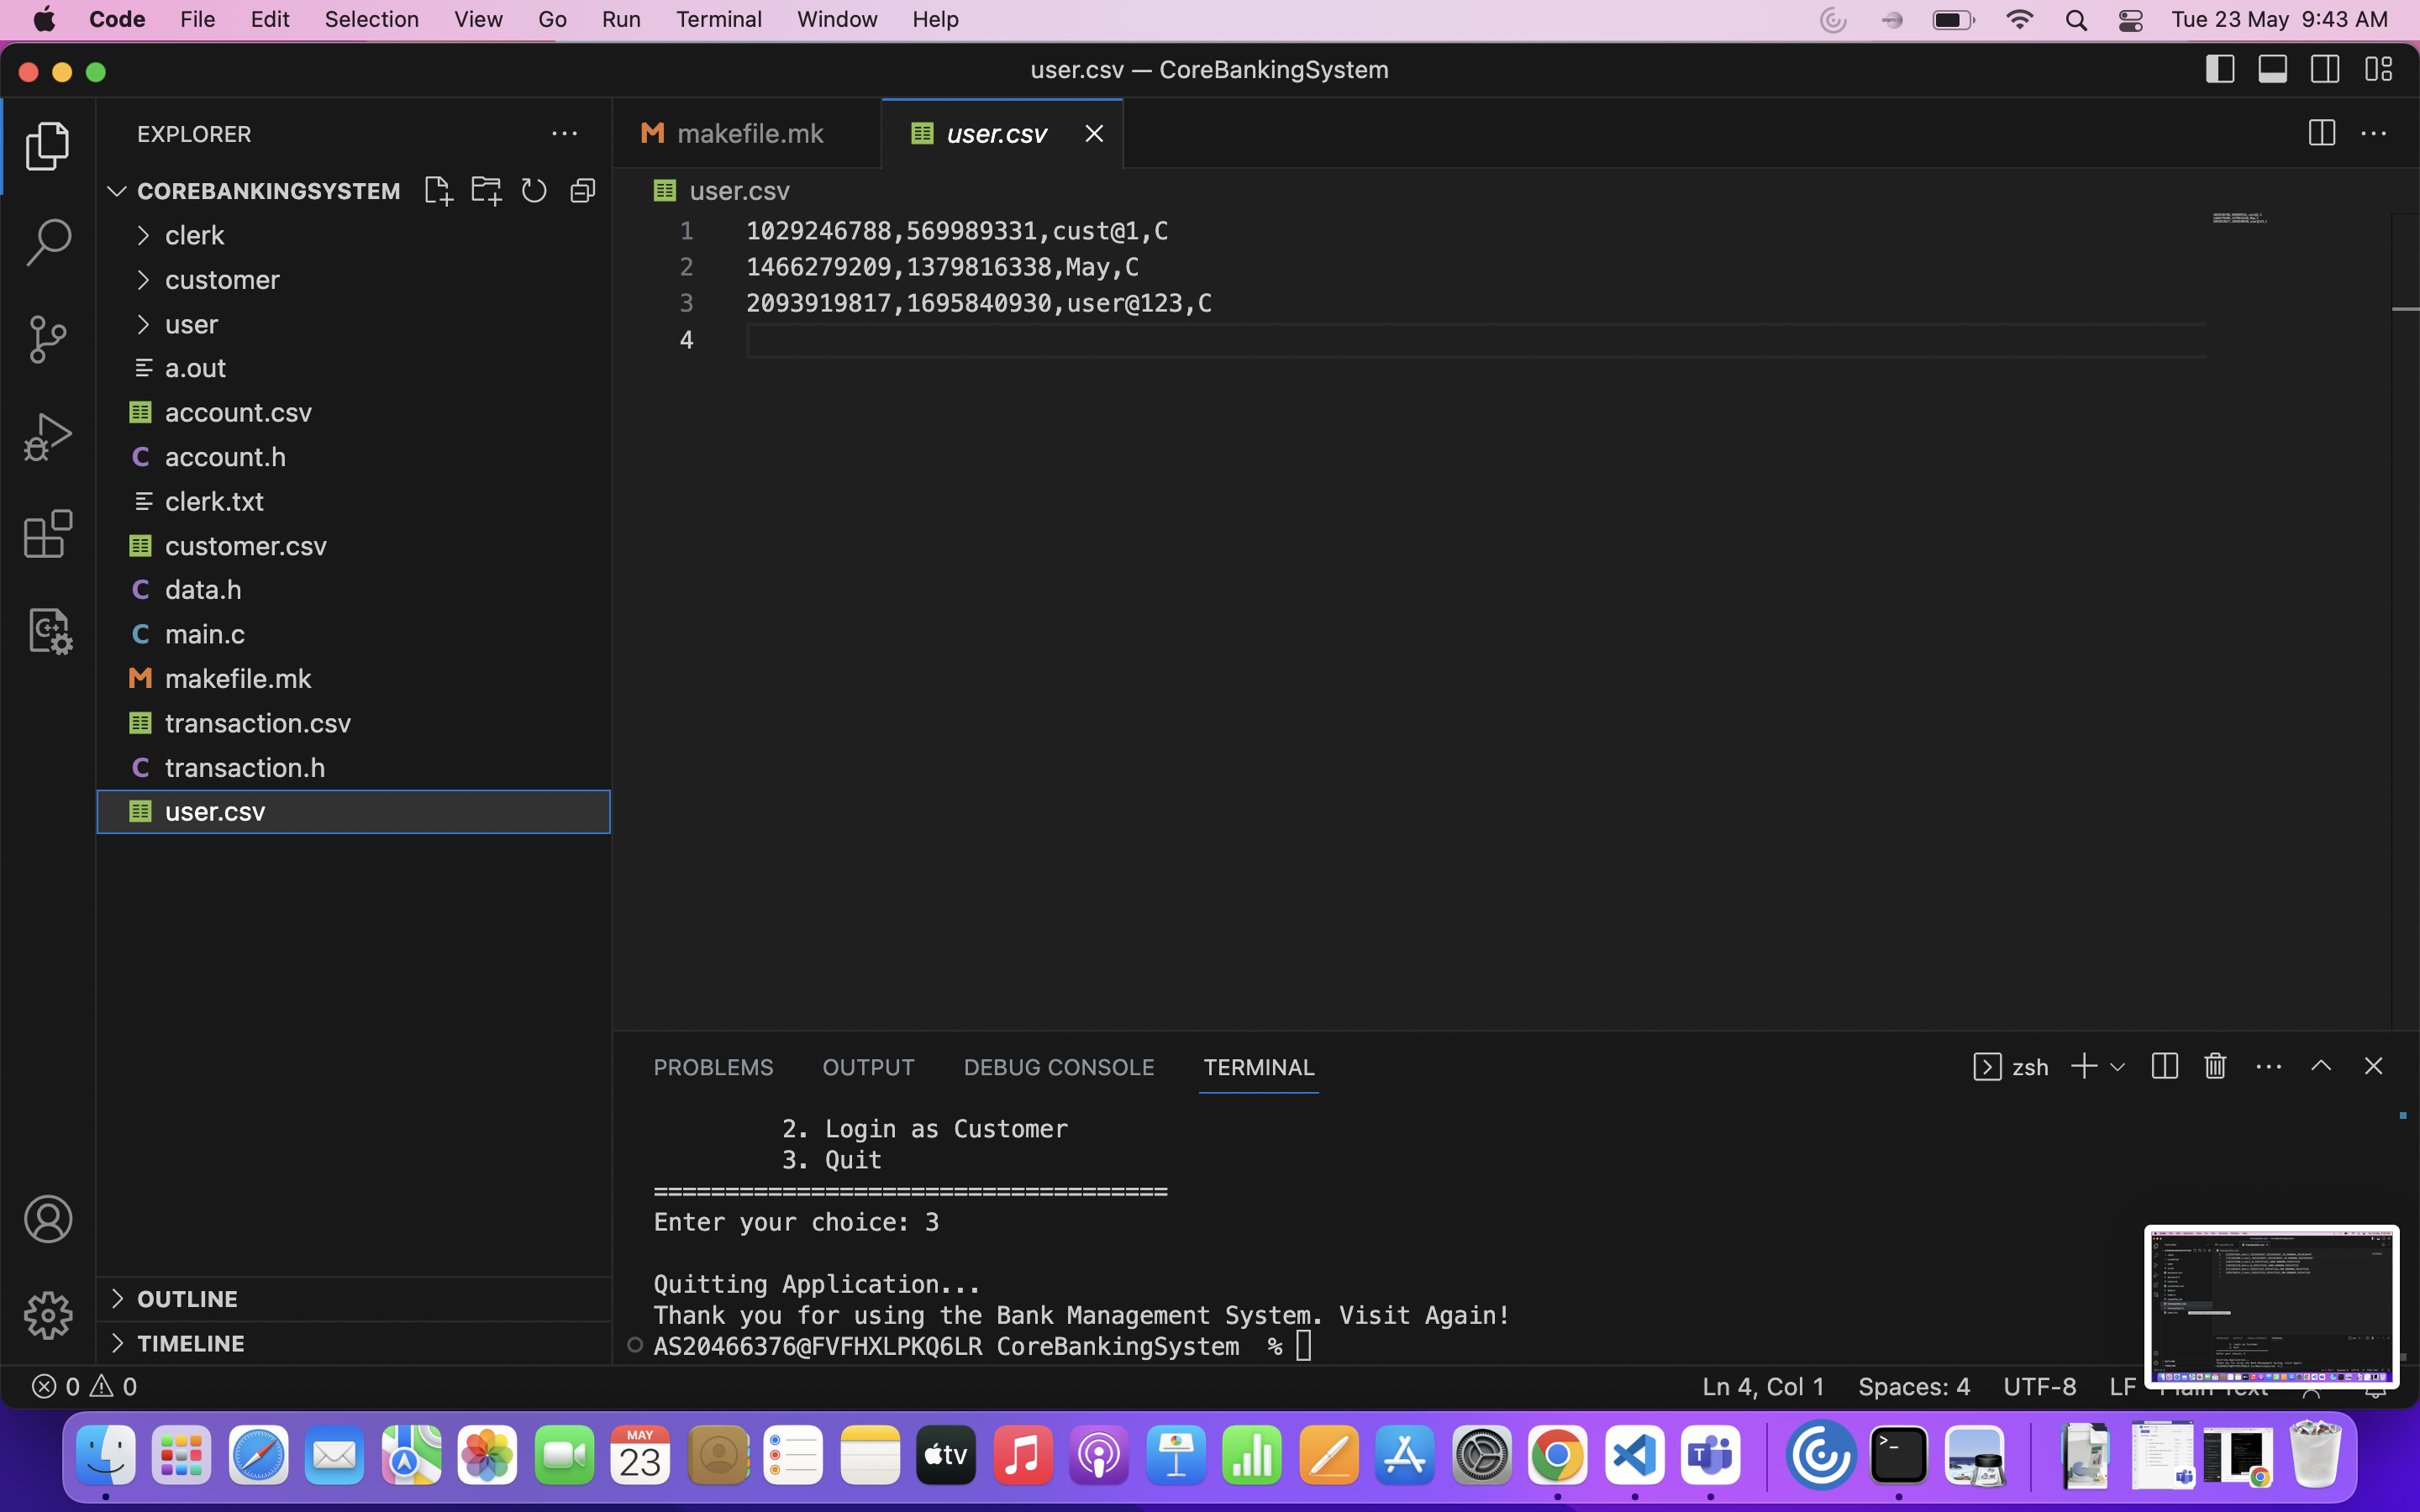 Code File Edit Selection View Go Run Terminal Window Help Tue 23 May 9:43 AM
user.csv — CoreBankingSystem
EXPLORER
makefile.mk
user.csv
COREBANKINGSYSTEM
clerk
customer
user
a.out
account.csv
account.h
clerk.txt
customer.csv
data.h
main.c
makefile.mk
transaction.csv
transaction.h
user.csv
OUTLINE
TIMELINE
user.csv
1 1029246788,569989331,cust@1,C
2 1466279209,1379816338,May,C
3 2093919817,1695840930,user@123,C
4
PROBLEMS OUTPUT DEBUG CONSOLE TERMINAL zsh
2. Login as Customer
3. Quit
====================================
Enter your choice: 3
Quitting Application...
Thank you for using the Bank Management System. Visit Again!
AS20466376@FVFHXLPKQ6LR CoreBankingSystem %
0 0 Ln 4, Col 1 Spaces: 4 UTF-8 LF Plain Text
MAY
23
tv